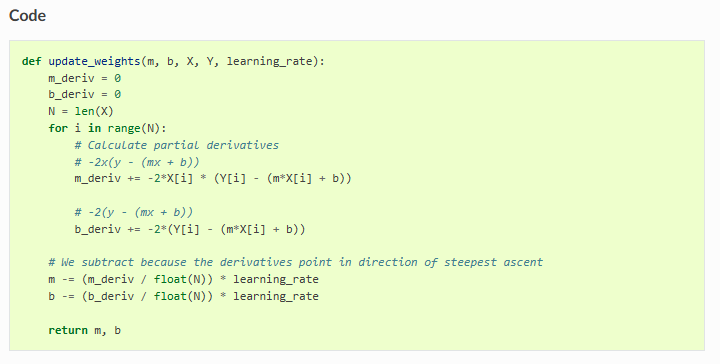 Code
def update_weights(m, b, X, Y, learning_rate):
    m_deriv = 0
    b_deriv = 0
    N = len(X)
    for i in range(N):
        # Calculate partial derivatives
        # -2x(y - (mx + b))
        m_deriv += -2*X[i] * (Y[i] - (m*X[i] + b))

        # -2(y - (mx + b))
        b_deriv += -2*(Y[i] - (m*X[i] + b))

    # We subtract because the derivatives point in direction of steepest ascent
    m -= (m_deriv / float(N)) * learning_rate
    b -= (b_deriv / float(N)) * learning_rate

    return m, b